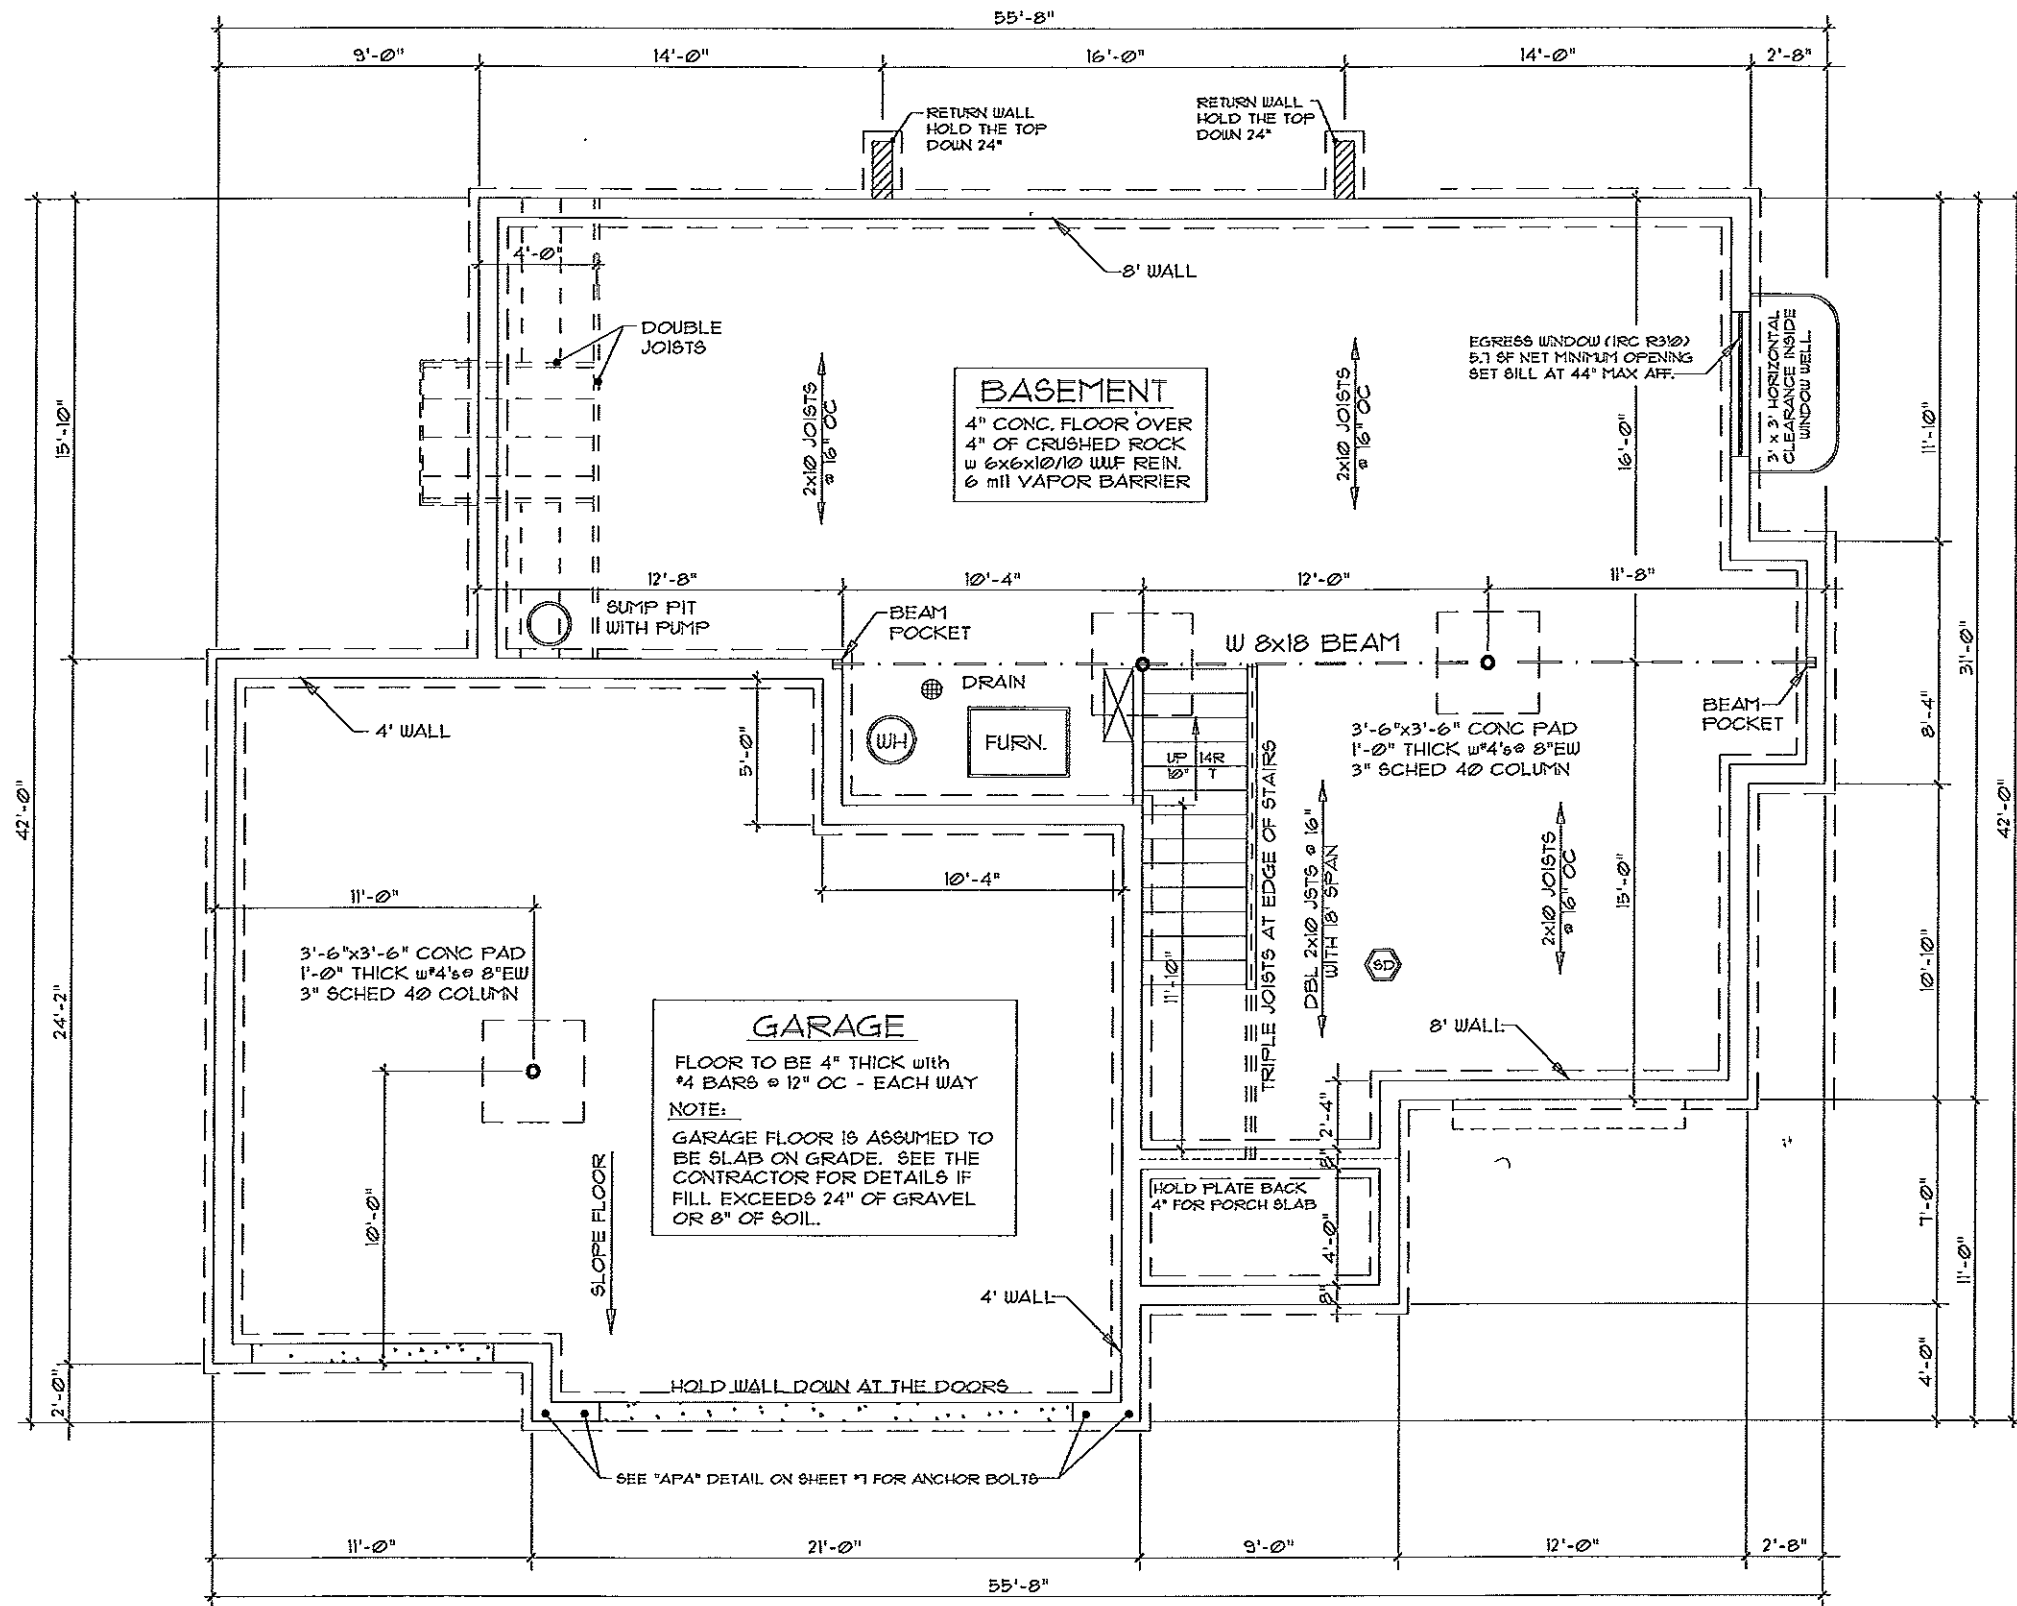 55'-8"
9'-0"
14'-0"
16'-0"
14'-0"
2'-8"
RETURN WALL
HOLD THE TOP
DOWN 24"
RETURN WALL
HOLD THE TOP
DOWN 24"
4'-0"
8' WALL
DOUBLE
JOISTS
2x10 JOISTS
@ 16" OC
BASEMENT
4" CONC. FLOOR OVER
4" OF CRUSHED ROCK
w 6x6x10/10 WWF REIN.
6 mil VAPOR BARRIER
2x10 JOISTS
@ 16" OC
EGRESS WINDOW (IRC R310)
5.7 SF NET MINIMUM OPENING
SET SILL AT 44" MAX AFF.
3' x 3' HORIZONTAL
CLEARANCE INSIDE
WINDOW WELL
15'-10"
16'-0"
11'-10"
12'-8"
10'-4"
12'-0"
11'-8"
SUMP PIT
WITH PUMP
BEAM
POCKET
W 8x18 BEAM
31'-0"
DRAIN
4' WALL
WH
FURN.
UP 14R
10" T
3'-6"x3'-6" CONC PAD
1'-0" THICK w#4's@ 8"EW
3" SCHED 40 COLUMN
BEAM
POCKET
8'-4"
5'-0"
42'-0"
42'-0"
10'-4"
11'-0"
TRIPLE JOISTS AT EDGE OF STAIRS
DBL 2x10 JSTS @ 16"
WITH 18' SPAN
2x10 JOISTS
@ 16" OC
15'-0"
3'-6"x3'-6" CONC PAD
1'-0" THICK w#4's@ 8"EW
3" SCHED 40 COLUMN
SD
11'-10"
10'-10"
24'-2"
GARAGE
FLOOR TO BE 4" THICK with
#4 BARS @ 12" OC - EACH WAY
NOTE:
GARAGE FLOOR IS ASSUMED TO
BE SLAB ON GRADE. SEE THE
CONTRACTOR FOR DETAILS IF
FILL EXCEEDS 24" OF GRAVEL
OR 8" OF SOIL.
8' WALL
2'-4"
8"
HOLD PLATE BACK
4" FOR PORCH SLAB
4'-0"
8"
10'-0"
SLOPE FLOOR
7'-0"
11'-0"
4' WALL
4'-0"
2'-0"
HOLD WALL DOWN AT THE DOORS
SEE "APA" DETAIL ON SHEET #7 FOR ANCHOR BOLTS
11'-0"
21'-0"
9'-0"
12'-0"
2'-8"
55'-8"